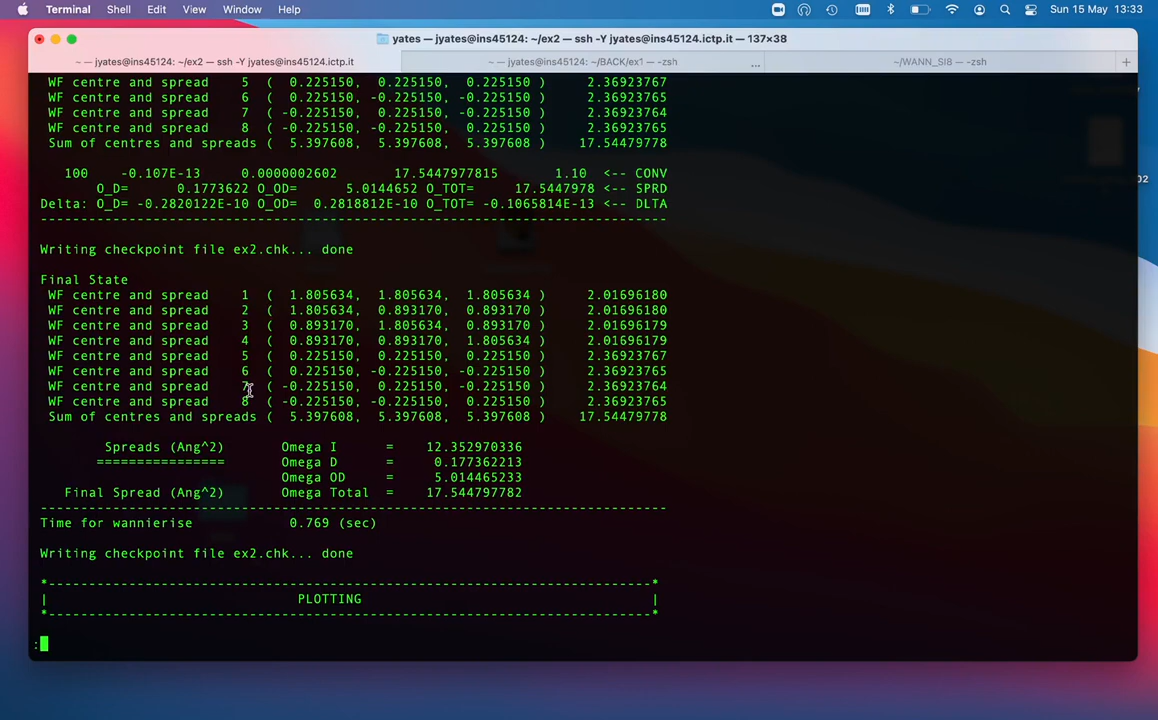 Terminal Shell Edit View Window Help Sun 15 May 13:33
yates — jyates@ins45124: ~/ex2 — ssh -Y jyates@ins45124.ictp.it — 137×38
~ — jyates@ins45124: ~/ex2 — ssh -Y jyates@ins45124.ictp.it ~ — jyates@ins45124: ~/BACK/ex1 — -zsh ... ~/WANN_SI8 — -zsh +
WF centre and spread 5 ( 0.225150, 0.225150, 0.225150 ) 2.36923767
WF centre and spread 6 ( 0.225150, -0.225150, -0.225150 ) 2.36923765
WF centre and spread 7 ( -0.225150, 0.225150, -0.225150 ) 2.36923764
WF centre and spread 8 ( -0.225150, -0.225150, 0.225150 ) 2.36923765
Sum of centres and spreads ( 5.397608, 5.397608, 5.397608 ) 17.54479778
100 -0.107E-13 0.0000002602 17.5447977815 1.10 <-- CONV
O_D= 0.1773622 O_OD= 5.0144652 O_TOT= 17.5447978 <-- SPRD
Delta: O_D= -0.2820122E-10 O_OD= 0.2818812E-10 O_TOT= -0.1065814E-13 <-- DLTA
------------------------------------------------------------------------------
Writing checkpoint file ex2.chk... done
Final State
WF centre and spread 1 ( 1.805634, 1.805634, 1.805634 ) 2.01696180
WF centre and spread 2 ( 1.805634, 0.893170, 0.893170 ) 2.01696180
WF centre and spread 3 ( 0.893170, 1.805634, 0.893170 ) 2.01696179
WF centre and spread 4 ( 0.893170, 0.893170, 1.805634 ) 2.01696179
WF centre and spread 5 ( 0.225150, 0.225150, 0.225150 ) 2.36923767
WF centre and spread 6 ( 0.225150, -0.225150, -0.225150 ) 2.36923765
WF centre and spread 7 ( -0.225150, 0.225150, -0.225150 ) 2.36923764
WF centre and spread 8 ( -0.225150, -0.225150, 0.225150 ) 2.36923765
Sum of centres and spreads ( 5.397608, 5.397608, 5.397608 ) 17.54479778
Spreads (Ang^2) Omega I = 12.352970336
================ Omega D = 0.177362213
Omega OD = 5.014465233
Final Spread (Ang^2) Omega Total = 17.544797782
------------------------------------------------------------------------------
Time for wannierise 0.769 (sec)
Writing checkpoint file ex2.chk... done
*---------------------------------------------------------------------------*
| PLOTTING |
*---------------------------------------------------------------------------*
: